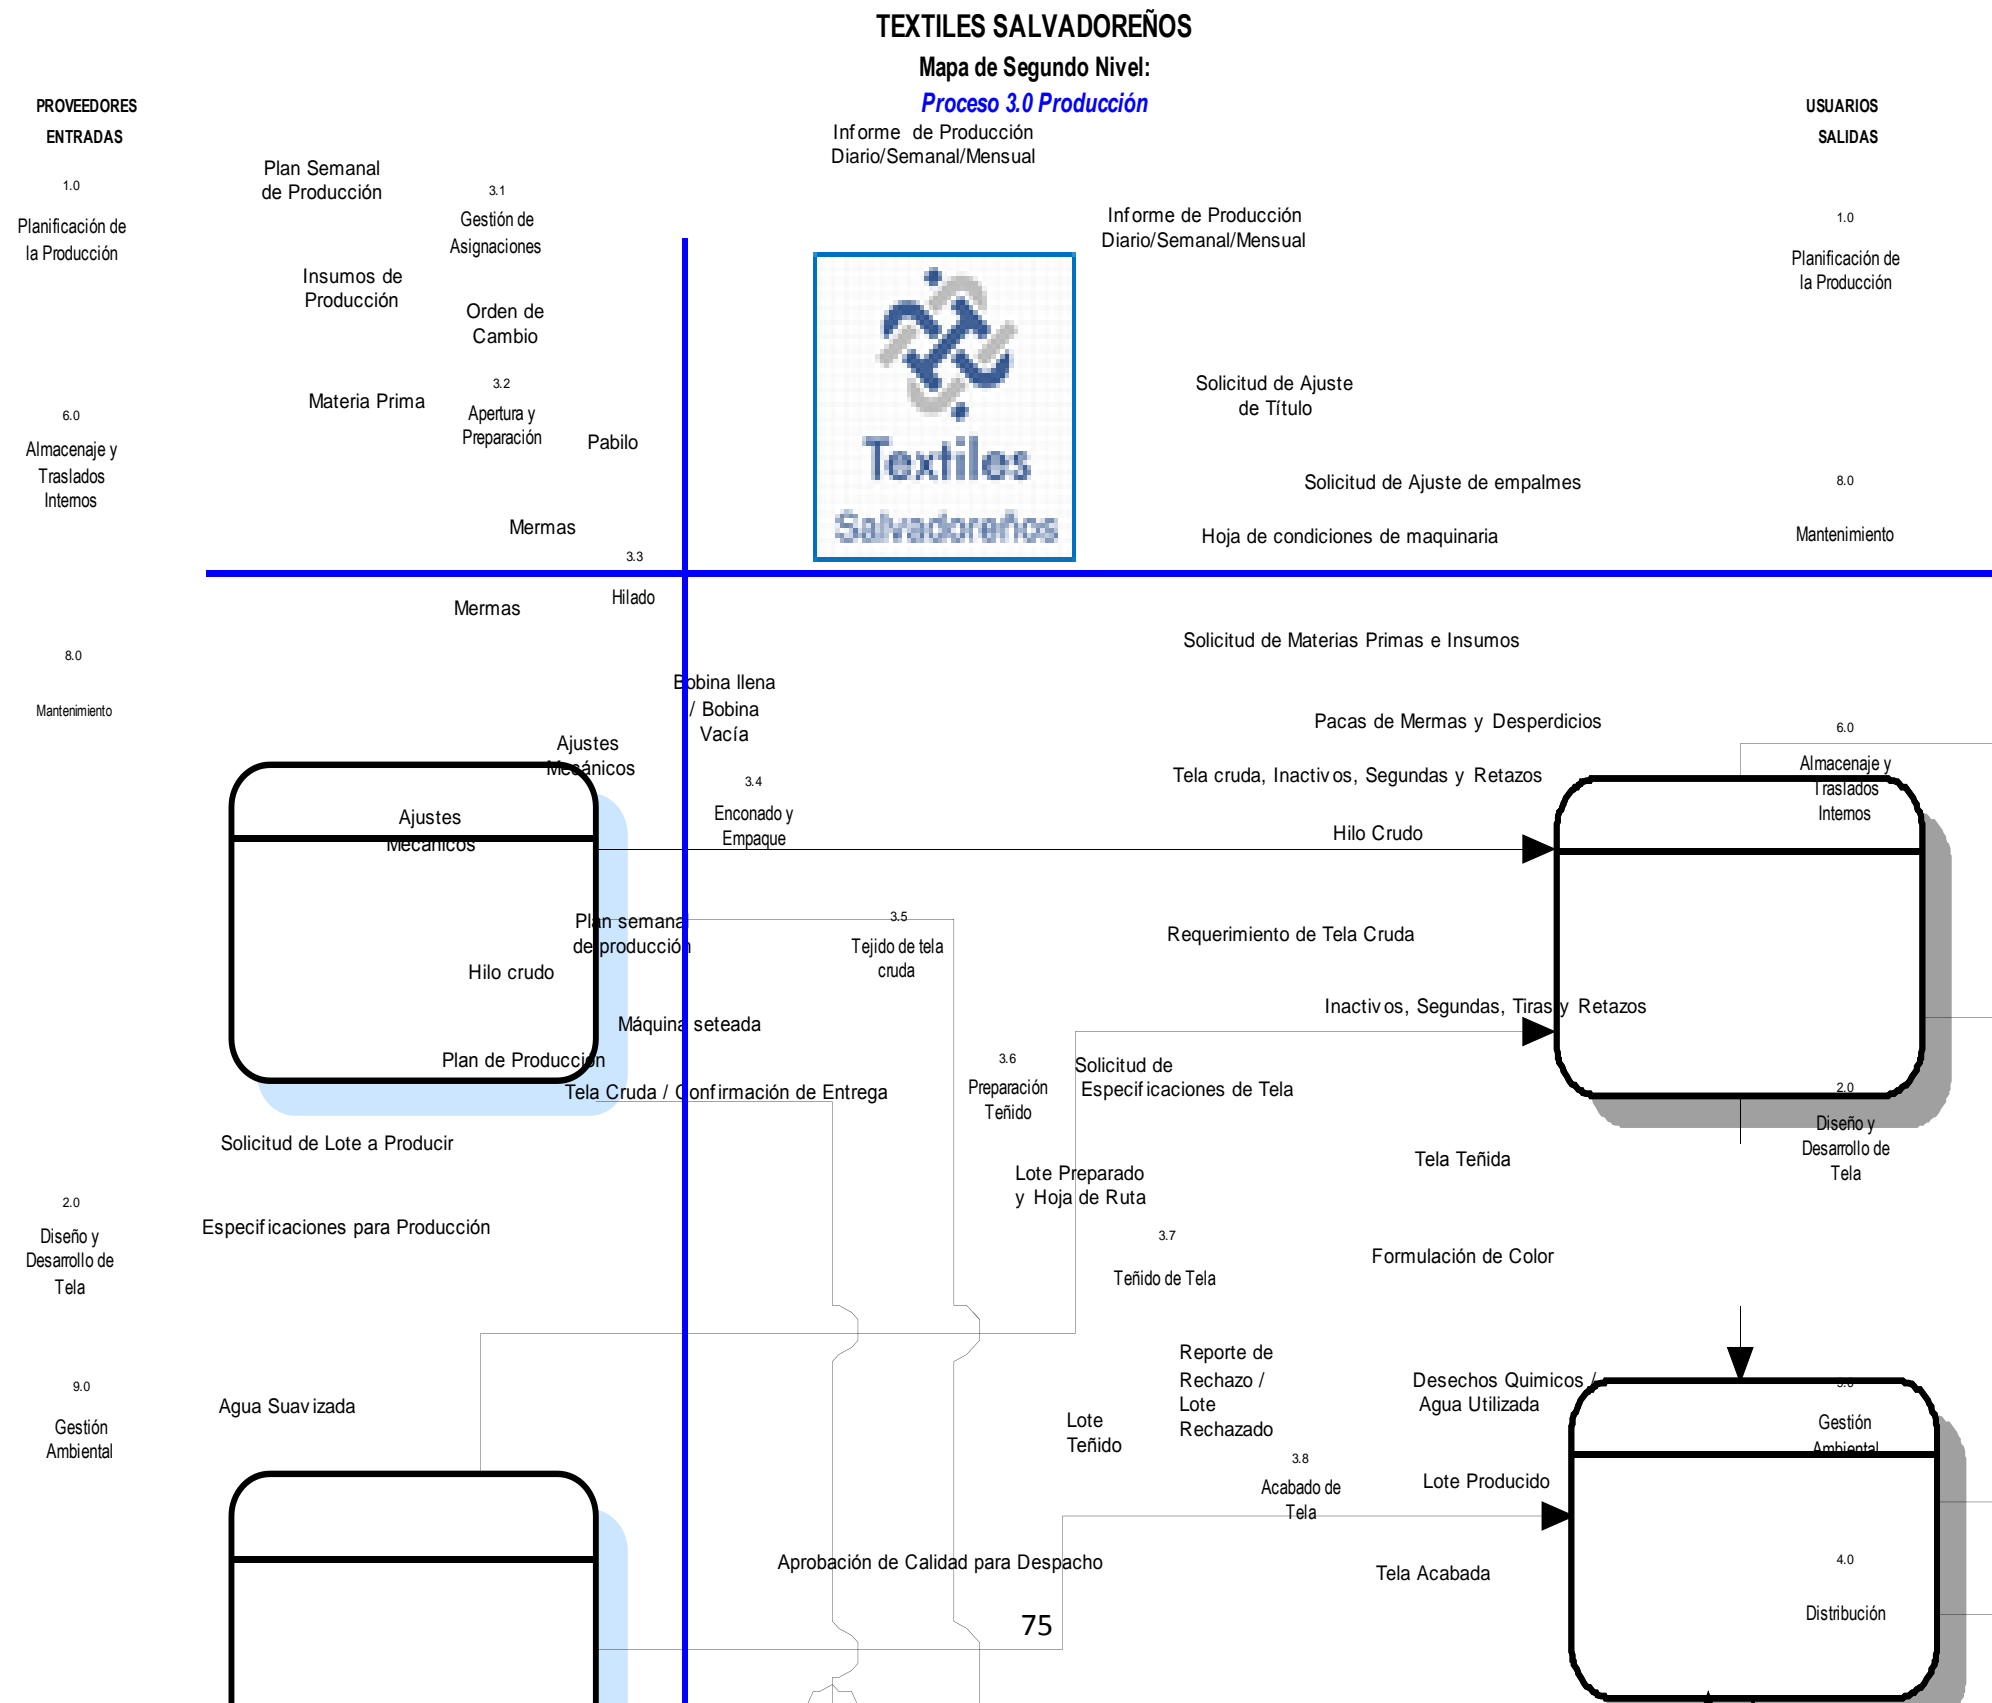 TEXTILES SALVADOREÑOS
Mapa de Segundo Nivel:
Proceso 3.0 Producción
PROVEEDORES
ENTRADAS
USUARIOS
SALIDAS
Informe de Producción
Diario/Semanal/Mensual
Plan Semanal
de Producción
1.0
Planificación de
la Producción
3.1
Gestión de
Asignaciones
Informe de Producción
Diario/Semanal/Mensual
1.0
Planificación de
la Producción
Insumos de
Producción
Orden de
Cambio
Textiles
Salvadoreños
Solicitud de Ajuste
de Título
Materia Prima
3.2
Apertura y
Preparación
Pabilo
6.0
Almacenaje y
Traslados
Internos
Solicitud de Ajuste de empalmes
8.0
Mantenimiento
Mermas
Hoja de condiciones de maquinaria
3.3
Hilado
Mermas
Solicitud de Materias Primas e Insumos
8.0
Mantenimiento
Bobina llena
/ Bobina
Vacía
Pacas de Mermas y Desperdicios
6.0
Almacenaje y
Traslados
Internos
Ajustes
Mecánicos
Tela cruda, Inactivos, Segundas y Retazos
3.4
Enconado y
Empaque
Ajustes
Mecánicos
Hilo Crudo
Plan semanal
de producción
3.5
Tejido de tela
cruda
Requerimiento de Tela Cruda
Hilo crudo
Inactivos, Segundas, Tiras y Retazos
Máquina seteada
Plan de Producción
3.6
Preparación
Teñido
Solicitud de
Especificaciones de Tela
Tela Cruda / Confirmación de Entrega
2.0
Diseño y
Desarrollo de
Tela
Solicitud de Lote a Producir
Tela Teñida
Lote Preparado
y Hoja de Ruta
2.0
Diseño y
Desarrollo de
Tela
Especificaciones para Producción
3.7
Teñido de Tela
Formulación de Color
Reporte de
Rechazo /
Lote
Rechazado
Desechos Quimicos /
Agua Utilizada
9.0
Gestión
Ambiental
Agua Suavizada
Gestión
Ambiental
Lote
Teñido
3.8
Acabado de
Tela
Lote Producido
Aprobación de Calidad para Despacho
Tela Acabada
4.0
Distribución
75